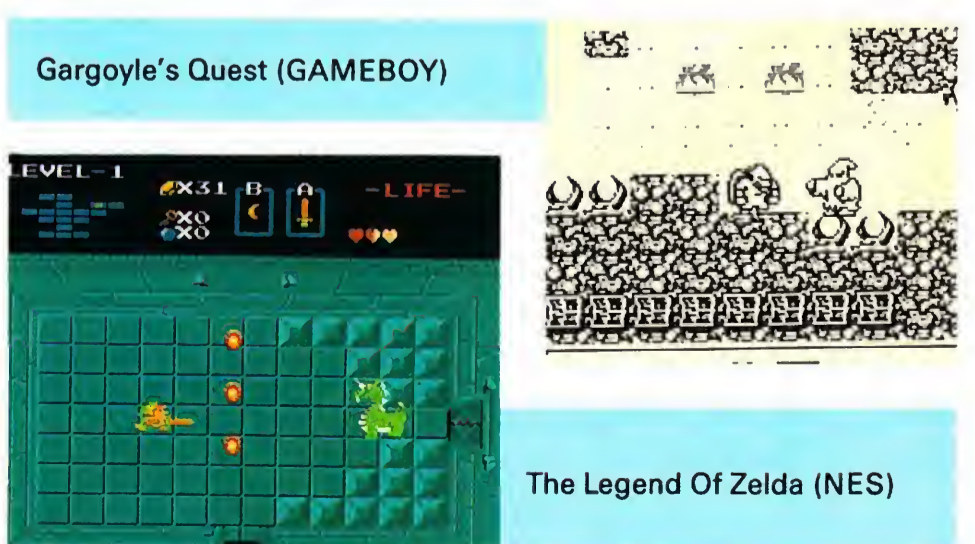 Gargoyle's Quest (GAMEBOY)
LEVEL-1
X31
B
A
-LIFE-
X0
X0
The Legend Of Zelda (NES)